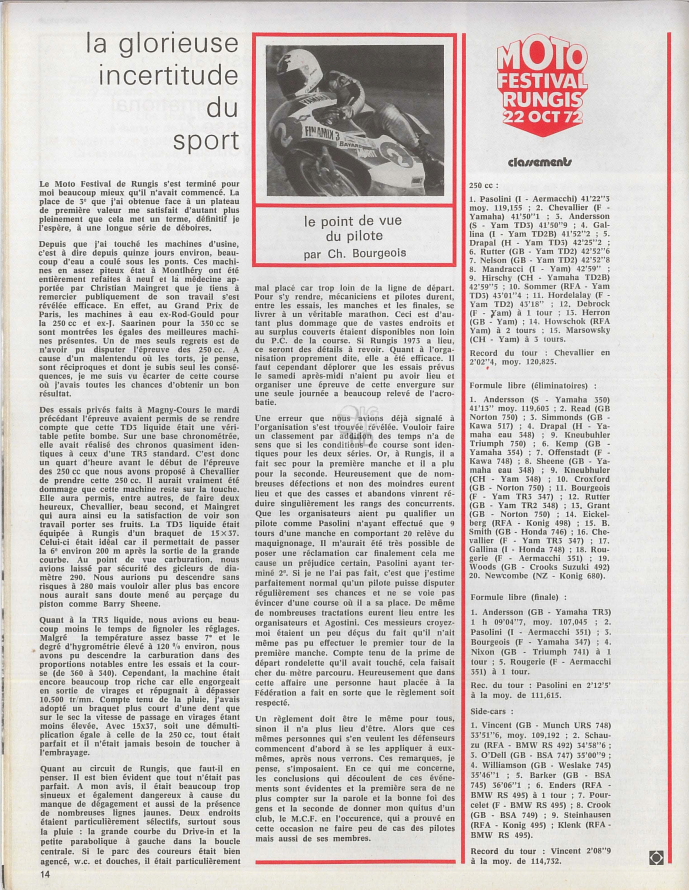 la glorieuse
incertitude
du
sport
Le Moto Festival de Rungis s'est terminé pour
moi beaucoup mieux qu'il n'avait commencé. La
place de 3e que j'ai obtenue face à un plateau
de première valeur me satisfait d'autant plus
pleinement que cela met un terme, définitif je
l'espère, à une longue série de déboires.
Depuis que j'ai touché les machines d'usine,
c'est à dire depuis quinze jours environ, beau-
coup d'eau a coulé sous les ponts. Ces machi-
nes en assez piteux état à Montlhéry ont été
entièrement refaites à neuf et la médecine ap-
portée par Christian Maingret que je tiens à
remercier publiquement de son travail s'est
révélée efficace. En effet, au Grand Prix de
Paris, les machines à eau ex-Rod-Gould pour
la 250 cc et ex-J. Saarinen pour la 350 cc se
sont montrées les égales des meilleures machi-
nes présentes. Un de mes seuls regrets est de
n'avoir pu disputer l'épreuve des 250 cc. A
cause d'un malentendu où les torts, je pense,
sont réciproques et dont je subis seul les consé-
quences, je me suis vu écarter de cette course
où j'avais toutes les chances d'obtenir un bon
résultat.
Des essais privés faits à Magny-Cours le mardi
précédant l'épreuve avaient permis de se rendre
compte que cette TD3 liquide était une véri-
table petite bombe. Sur une base chronométrée,
elle avait réalisé des chronos quasiment iden-
tiques à ceux d'une TR3 standard. C'est donc
un quart d'heure avant le début de l'épreuve
des 250 cc que nous avons proposé à Chevallier
de prendre cette 250 cc. Il aurait vraiment été
dommage que cette machine reste sur la touche.
Elle aura permis, entre autres, de faire deux
heureux, Chevallier, beau second, et Maingret
qui aura ainsi eu la satisfaction de voir son
travail porter ses fruits. La TD3 liquide était
équipée à Rungis d'un braquet de 15×37.
Celui-ci était idéal car il permettait de passer
la 6e environ 200 m après la sortie de la grande
courbe. Au point de vue carburation, nous
avions laissé par sécurité des gicleurs de dia-
mètre 290. Nous aurions pu descendre sans
risques à 280 mais vouloir aller plus bas encore
nous aurait sans doute mené au perçage du
piston comme Barry Sheene.
Quant à la TR3 liquide, nous avions eu beau-
coup moins le temps de fignoler les réglages.
Malgré la température assez basse 7° et le
degré d'hygrométrie élevé à 120 % environ, nous
avons pu descendre la carburation dans des
proportions notables entre les essais et la cour-
se (de 360 à 340). Cependant, la machine était
encore beaucoup trop riche car elle engorgeait
en sortie de virages et répugnait à dépasser
10.500 tr/mn. Compte tenu de la pluie, j'avais
adopté un braquet plus court d'une dent que
sur le sec la vitesse de passage en virages étant
moins élevée. Avec 15x37, soit une démulti-
plication égale à celle de la 250 cc, tout était
parfait et il n'était jamais besoin de toucher à
l'embrayage.
Quant au circuit de Rungis, que faut-il en
penser. Il est bien évident que tout n'était pas
parfait. A mon avis, il était beaucoup trop
sinueux et également dangereux à cause du
manque de dégagement et aussi de la présence
de nombreuses lignes jaunes. Deux endroits
étaient particulièrement sélectifs, surtout sous
la pluie : la grande courbe du Drive-in et la
petite parabolique à gauche dans la boucle
centrale. Si le parc des coureurs était bien
agencé, w.c. et douches, il était particulièrement
14
FINAMIX 3
2
le point de vue
du pilote
par Ch. Bourgeois
mal placé car trop loin de la ligne de départ.
Pour s'y rendre, mécaniciens et pilotes durent,
entre les essais, les manches et les finales, se
livrer à un véritable marathon. Ceci est d'au-
tant plus dommage que de vastes endroits et
au surplus couverts étaient disponibles non loin
du P.C. de la course. Si Rungis 1973 a lieu,
ce seront des détails à revoir. Quant à l'orga-
nisation proprement dite, elle a été efficace. Il
faut cependant déplorer que les essais prévus
le samedi après-midi n'aient pu avoir lieu et
organiser une épreuve de cette envergure sur
une seule journée a beaucoup relevé de l'acro-
batie.
Une erreur que nous avions déjà signalé à
l'organisation s'est trouvée révélée. Vouloir faire
un classement par addition des temps n'a de
sens que si les conditions de course sont iden-
tiques pour les deux séries. Or, à Rungis, il a
fait sec pour la première manche et il a plu
pour la seconde. Heureusement que de nom-
breuses défections et non des moindres eurent
lieu et que des casses et abandons vinrent ré-
duire singulièrement les rangs des concurrents.
Que les organisateurs aient pu qualifier un
pilote comme Pasolini n'ayant effectué que 9
tours d'une manche en comportant 20 relève du
maquignonage, Il m'aurait été très possible de
poser une réclamation car finalement cela me
cause un préjudice certain, Pasolini ayant ter-
miné 2e. Si je ne l'ai pas fait, c'est que j'estime
parfaitement normal qu'un pilote puisse disputer
régulièrement ses chances et ne se voie pas
évincer d'une course où il a sa place. De même
de nombreuses tractations eurent lieu entre les
organisateurs et Agostini. Ces messieurs croyez-
moi étaient un peu déçus du fait qu'il n'ait
même pas pu effectuer le premier tour de la
première manche. Compte tenu de la prime de
départ rondelette qu'il avait touché, cela faisait
cher du mètre parcouru. Heureusement que dans
cette affaire une personne haut placée à la
Fédération a fait en sorte que le règlement soit
respecté.
Un règlement doit être le même pour tous,
sinon il n'a plus lieu d'être. Alors que ces
mêmes personnes qui s'en veulent les défenseurs
commencent d'abord à se les appliquer à eux-
mêmes, après nous verrons. Ces remarques, je
pense, s'imposaient. En ce qui me concerne,
les conclusions qui découlent de ces événe-
ments sont évidentes et la première sera de ne
plus compter sur la parole et la bonne foi des
gens et la seconde de donner mon quitus d'un
club, le M.C.F. en l'occurence, qui a prouvé en
cette occasion ne faire peu de cas des pilotes
mais aussi de ses membres.
MOTO
FESTIVAL
RUNGIS
22 OCT 72
classements
250 cc :
1. Pasolini (I - Aermacchi) 41'22"3
moy. 119,155 ; 2. Chevallier (F -
Yamaha) 41'50"1 ; 3. Andersson
(S - Yam TD3) 41'50"9 ; 4. Gal-
lina (I - Yam TD2B) 41'52"2 ; 5.
Drapal (H - Yam TD3) 42'25"2 ;
6. Rutter (GB - Yam TD2) 42'52"6
7. Nelson (GB - Yam TD2) 42'52"8
8. Mandracci (I - Yam) 42'59" ;
9. Hirschy (CH - Yamaha TD2B)
42'59"5 ; 10. Sommer (RFA - Yam
TD3) 43'01"4 ; 11. Hordelalay (F -
Yam TD2) 43'18" ; 12. Debrock
(F - Yam) à 1 tour ; 13. Herron
(GB - Yam) ; 14. Howschok (RFA
Yam) à 2 tours ; 15. Marsowsky
(CH - Yam) à 3 tours.
Record du tour : Chevallier en
2'02"4, moy. 120,825.
Formule libre (éliminatoires) :
1. Andersson (S - Yamaha 350)
41'13" moy. 119,603 ; 2. Read (GB
Norton 750) ; 3. Simmonds (GB -
Kawa 517) ; 4. Drapal (H - Ya-
maha eau 348) ; 9. Kneubuhler
Triumph 750) ; 6. Kemp (GB -
Yamaha 354) ; 7. Offenstadt (F -
Kawa 748) ; 8. Sheene (GB - Ya-
maha eau 348) ; 9. Kneubhuler
(CH - Yam 348) ; 10. Croxford
(GB - Norton 750) ; 11. Bourgeois
(F - Yam TR3 347) ; 12. Rutter
(GB - Yam TR2 348) ; 13. Grant
(GB - Norton 750) ; 14. Eickel-
berg (RFA - Konig 498) ; 15. B.
Smith (GB - Honda 746) ; 16. Che-
vallier (F - Yam TR3 347) ; 17.
Gallina (I - Honda 748) ; 18. Rou-
gerie (F - Aermacchi 351) ; 19.
Woods (GB - Crooks Suzuki 492)
20. Newcombe (NZ - Konig 680).
Formule libre (finale) :
1. Andersson (GB - Yamaha TR3)
1 h 09'04"7, moy. 107,045 ; 2.
Pasolini (I - Aermacchi 351) ; 3.
Bourgeois (F - Yamaha 347) ; 4.
Nixon (GB - Triumph 741) à 1
tour ; 5. Rougerie (F - Aermacchi
351) à 1 tour.
Rec. du tour : Pasolini en 2'12'5'
à la moy. de 111,615.
Side-cars :
1. Vincent (GB - Munch URS 748)
33'51"6, moy. 109,192 ; 2. Schau-
zu (RFA - BMW RS 492) 34'58"6 ;
3. O'Dell (GB - BSA 747) 35'00"9 ;
4. Williamson (GB - Weslake 745)
35'46"1 ; 5. Barker (GB - BSA
745) 36'06"1 ; 6. Enders (RFA -
BMW RS 495) à 1 tour ; 7. Pour-
celet (F - BMW RS 495) ; 8. Crook
(GB - BSA 749) ; 9. Steinhausen
(RFA - Konig 495) ; Klenk (RFA -
BMW RS 495).
Record du tour : Vincent 2'08"9
à la moy. de 114,732.